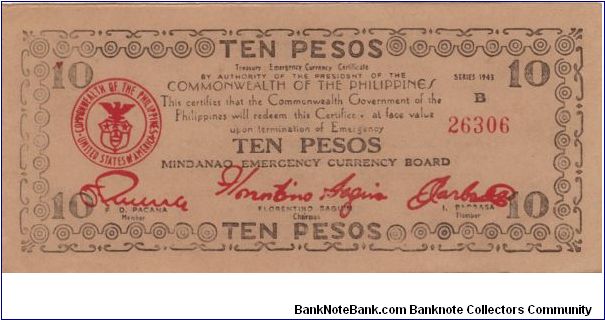 TEN PESOS
Treasury Emergency Currency Certificate
10 BY AUTHORITY OF THE PRESIDENT OF THE SERIES 1943 10
COMMONWEALTH OF THE PHILIPPINES
COMMONWEALTH OF THE PHILIPPINES
UNITED STATES OF AMERICA
This certifies that the Commonwealth Government of the B
Philippines will redeem this Certificate at face value 26306
upon termination of Emergency
TEN PESOS
MINDANAO EMERGENCY CURRENCY BOARD
Florentino Saguin
10 10
P. D. PACANA FLORENTINO SAGUIN I. BARBASA
Member Chairman Member
TEN PESOS
BankNoteBank.com Banknote Collectors Community